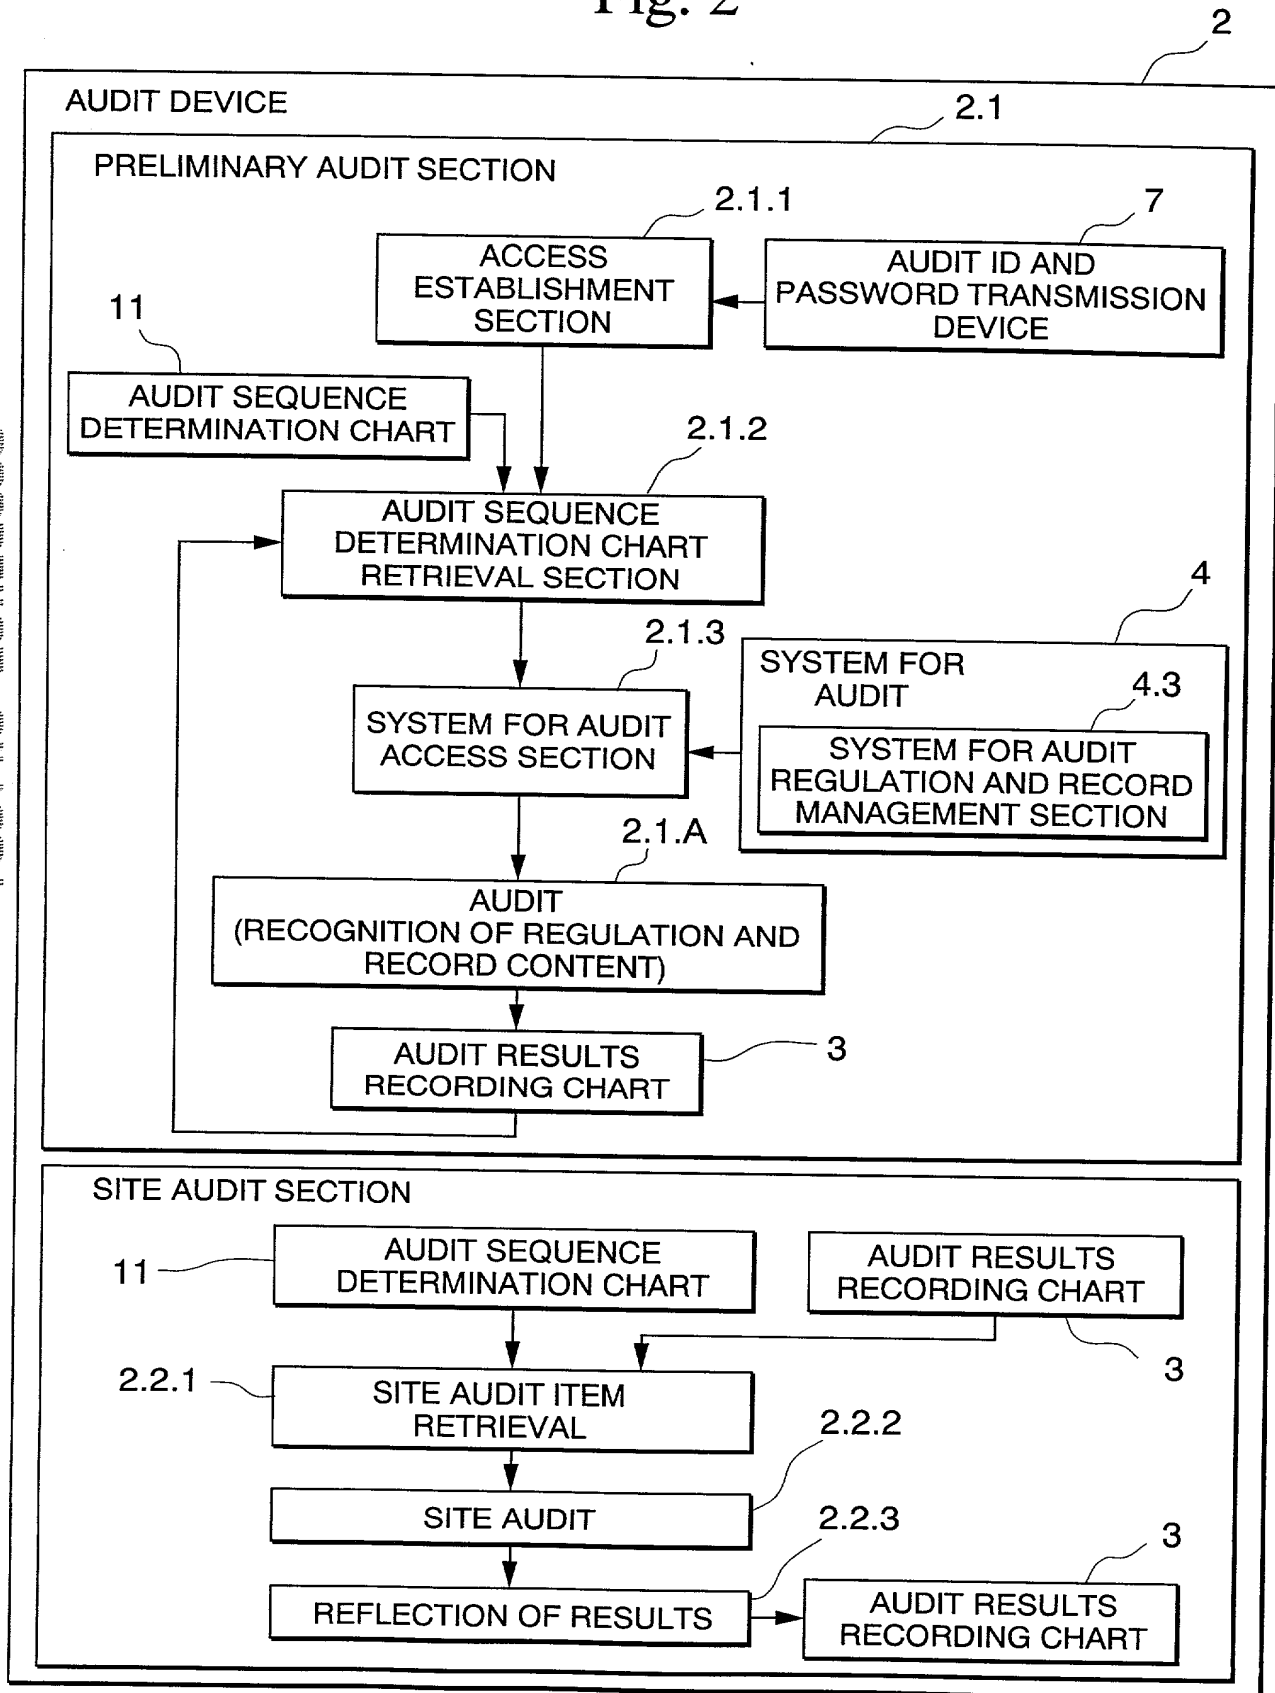 Fig. 2
2
AUDIT DEVICE
2.1
PRELIMINARY AUDIT SECTION
2.1.1
ACCESS
ESTABLISHMENT
SECTION
7
AUDIT ID AND
PASSWORD TRANSMISSION
DEVICE
11
AUDIT SEQUENCE
DETERMINATION CHART
2.1.2
AUDIT SEQUENCE
DETERMINATION CHART
RETRIEVAL SECTION
2.1.3
SYSTEM FOR AUDIT
ACCESS SECTION
4
SYSTEM FOR
AUDIT
4.3
SYSTEM FOR AUDIT
REGULATION AND RECORD
MANAGEMENT SECTION
2.1.A
AUDIT
(RECOGNITION OF REGULATION AND
RECORD CONTENT)
AUDIT RESULTS
RECORDING CHART
3
SITE AUDIT SECTION
11
AUDIT SEQUENCE
DETERMINATION CHART
AUDIT RESULTS
RECORDING CHART
3
2.2.1
SITE AUDIT ITEM
RETRIEVAL
2.2.2
SITE AUDIT
2.2.3
REFLECTION OF RESULTS
3
AUDIT RESULTS
RECORDING CHART